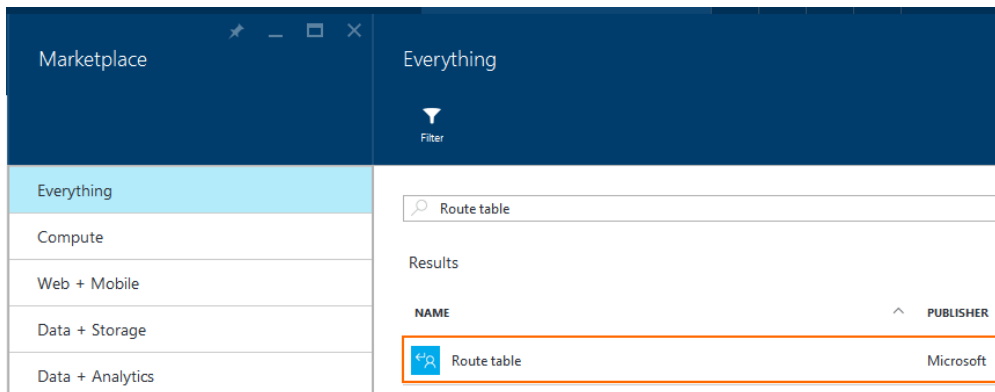 Marketplace
Everything
Filter
Everything
Compute
Web + Mobile
Data + Storage
Data + Analytics
Route table
Results
NAME PUBLISHER
Route table Microsoft